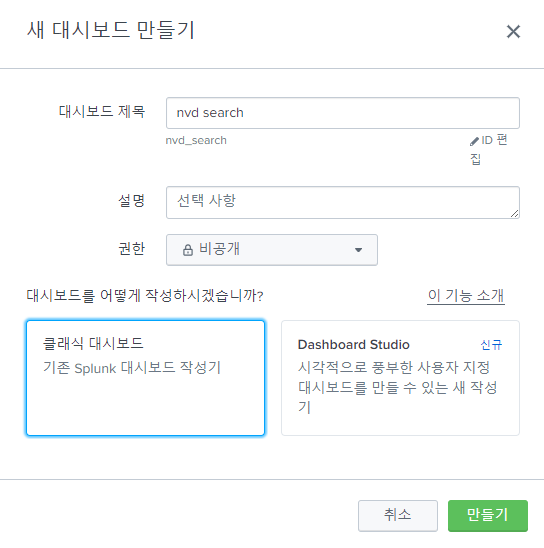 새 대시보드 만들기
대시보드 제목
nvd search
nvd_search
ID 편
집
설명
선택 사항
권한
비공개
대시보드를 어떻게 작성하시겠습니까?
이 기능 소개
클래식 대시보드
기존 Splunk 대시보드 작성기
Dashboard Studio
신규
시각적으로 풍부한 사용자 지정
대시보드를 만들 수 있는 새 작성
기
취소
만들기